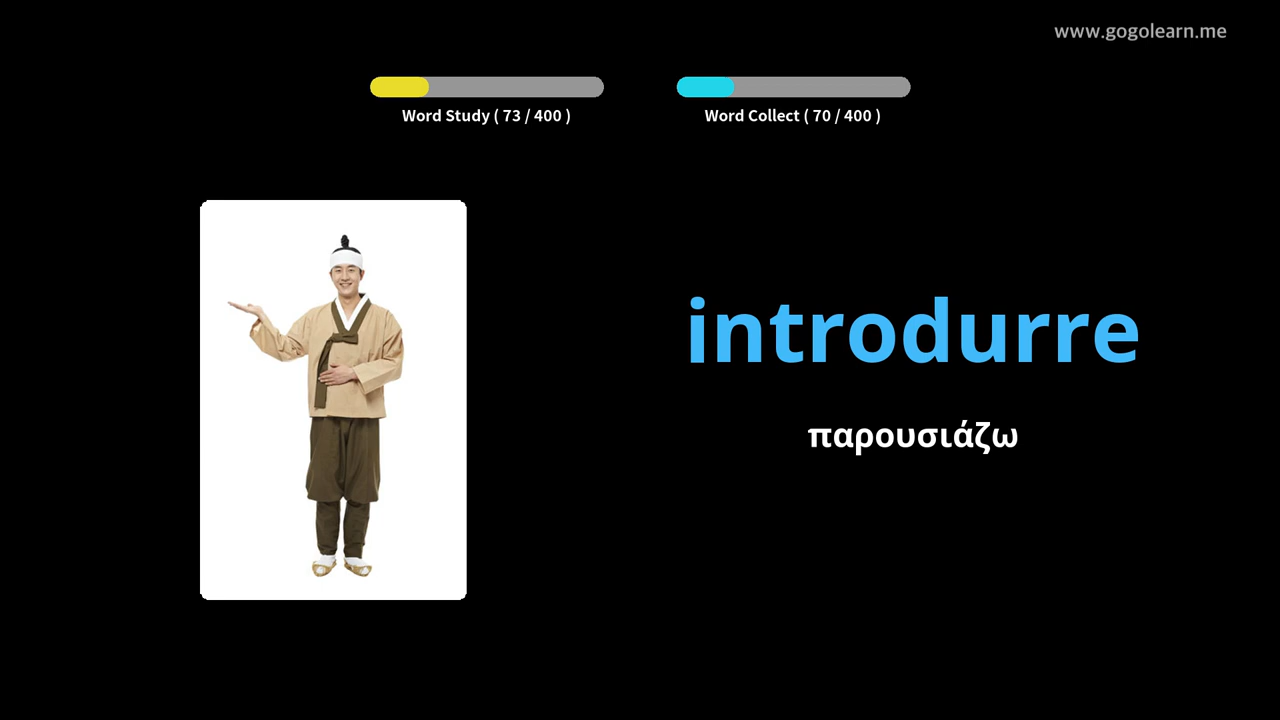 www.gogolearn.me
Word Study ( 73 / 400 )
Word Collect ( 70 / 400 )
introdurre
παρουσιάζω